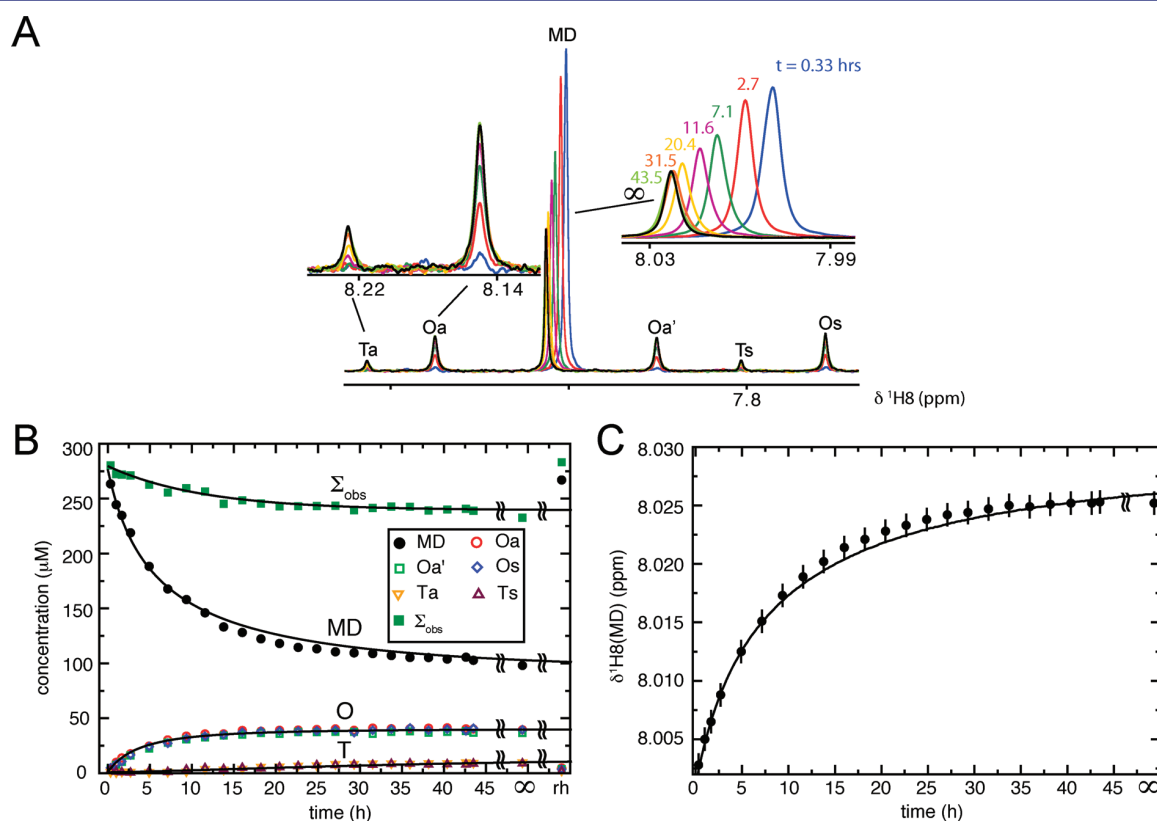 A
MD
t = 0.33 hrs
2.7
7.1
11.6
20.4
31.5
43.5
∞
8.03
7.99
8.22
8.14
Ta
Oa
Oa'
Ts
Os
7.8
δ ¹H8 (ppm)
B
300
250
200
150
100
50
0
concentration (μM)
Σobs
MD
Oa
Oa'
Os
Ta
Ts
Σobs
MD
O
T
0 5 10 15 20 25 30 35 40 45 ∞ rh
time (h)
C
8.030
8.025
8.020
8.015
8.010
8.005
δ¹H8(MD) (ppm)
0 5 10 15 20 25 30 35 40 45 ∞
time (h)